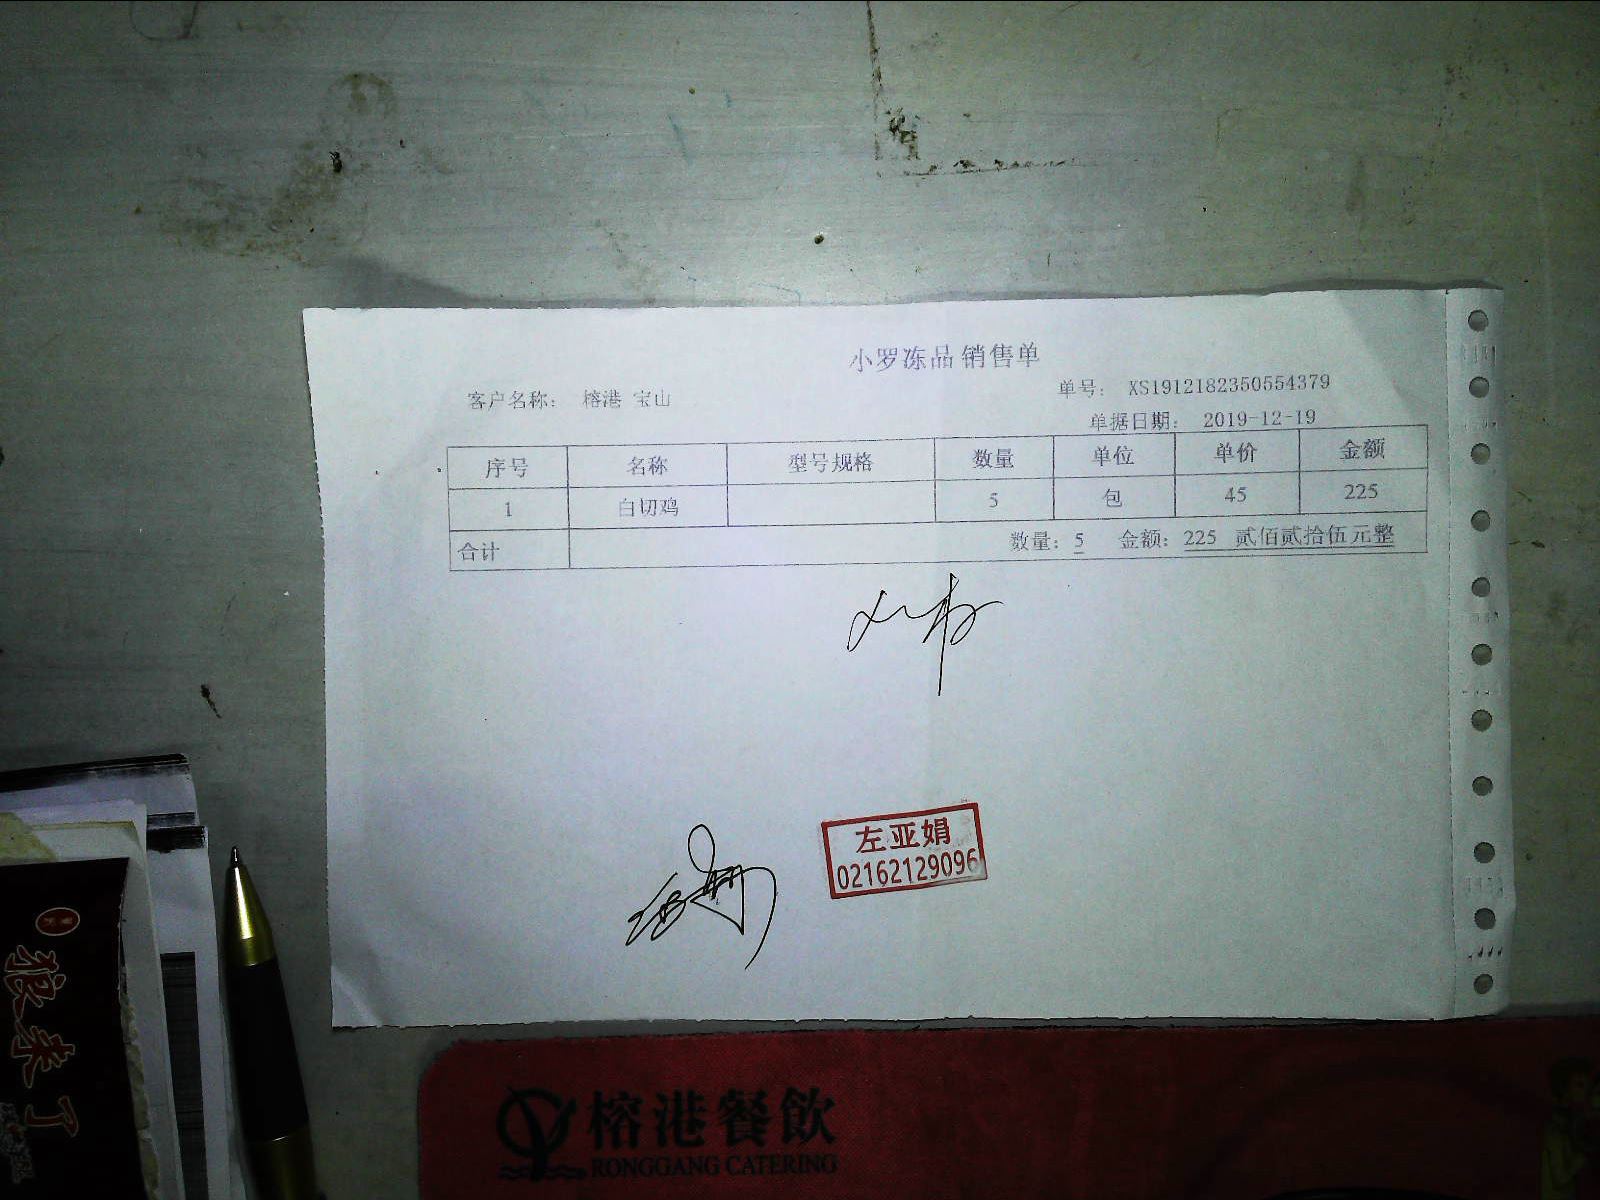 小罗冻品 销售单
客户名称： 榕港 宝山
单号： XS1912182350554379
单据日期： 2019-12-19
序号 名称 型号规格 数量 单位 单价 金额
1 白切鸡 5 包 45 225
合计 数量：5 金额：225 贰佰贰拾伍元整
左亚娟
02162129096
狼来了
榕港餐飲
RONGGANG CATERING